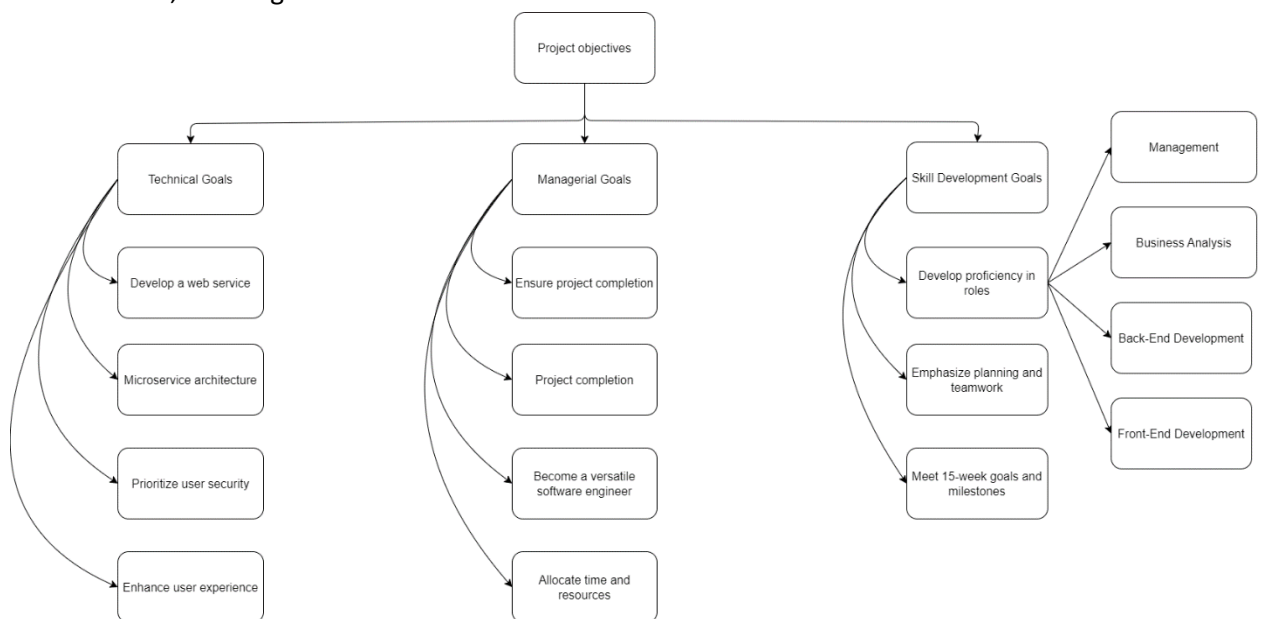 Project objectives
Technical Goals
Managerial Goals
Skill Development Goals
Management
Develop a web service
Ensure project completion
Develop proficiency in
roles
Business Analysis
Microservice architecture
Project completion
Emphasize planning and
teamwork
Back-End Development
Prioritize user security
Become a versatile
software engineer
Meet 15-week goals and
milestones
Front-End Development
Enhance user experience
Allocate time and
resources